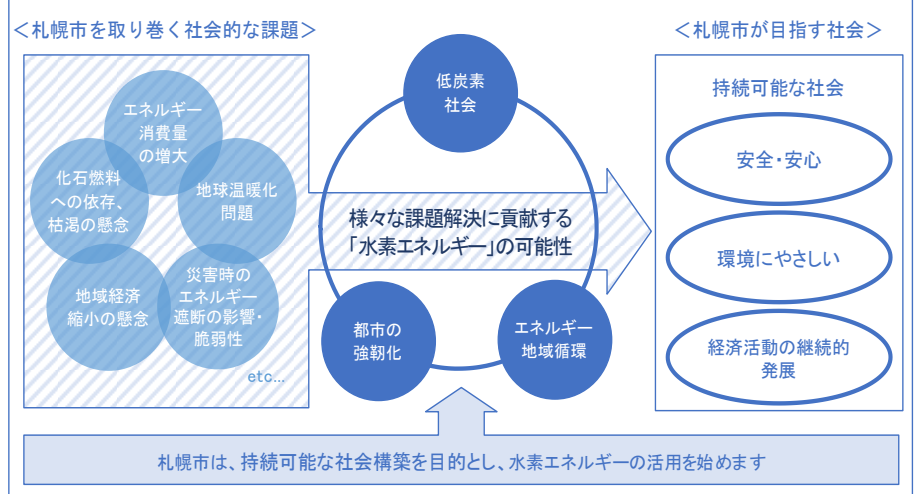 ＜札幌市を取り巻く社会的な課題＞
エネルギー
消費量
の増大
化石燃料
への依存、
枯渇の懸念
地球温暖化
問題
地域経済
縮小の懸念
災害時の
エネルギー
遮断の影響・
脆弱性
etc…
低炭素
社会
様々な課題解決に貢献する
「水素エネルギー」の可能性
都市の
強靭化
エネルギー
地域循環
＜札幌市が目指す社会＞
持続可能な社会
安全・安心
環境にやさしい
経済活動の継続的
発展
札幌市は、持続可能な社会構築を目的とし、水素エネルギーの活用を始めます